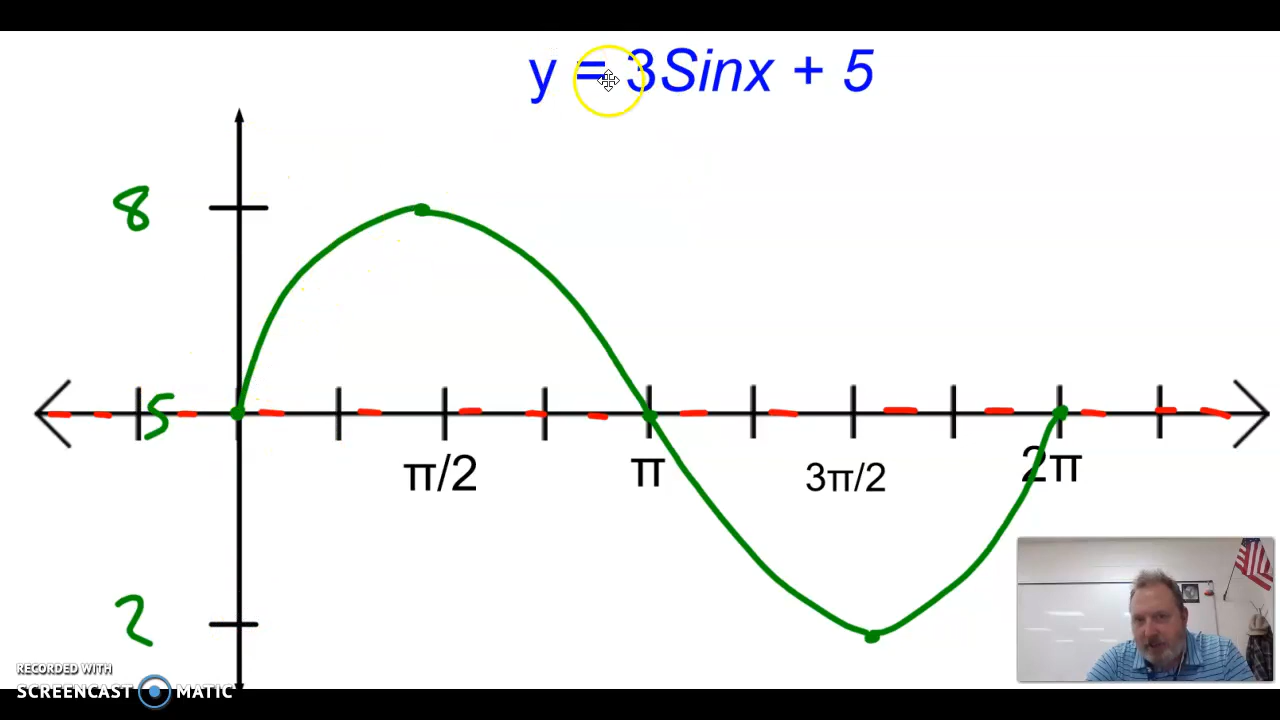 y = 3Sinx + 5
8
5
π/2 π 3π/2 2π
2
RECORDED WITH
SCREENCAST MATIC